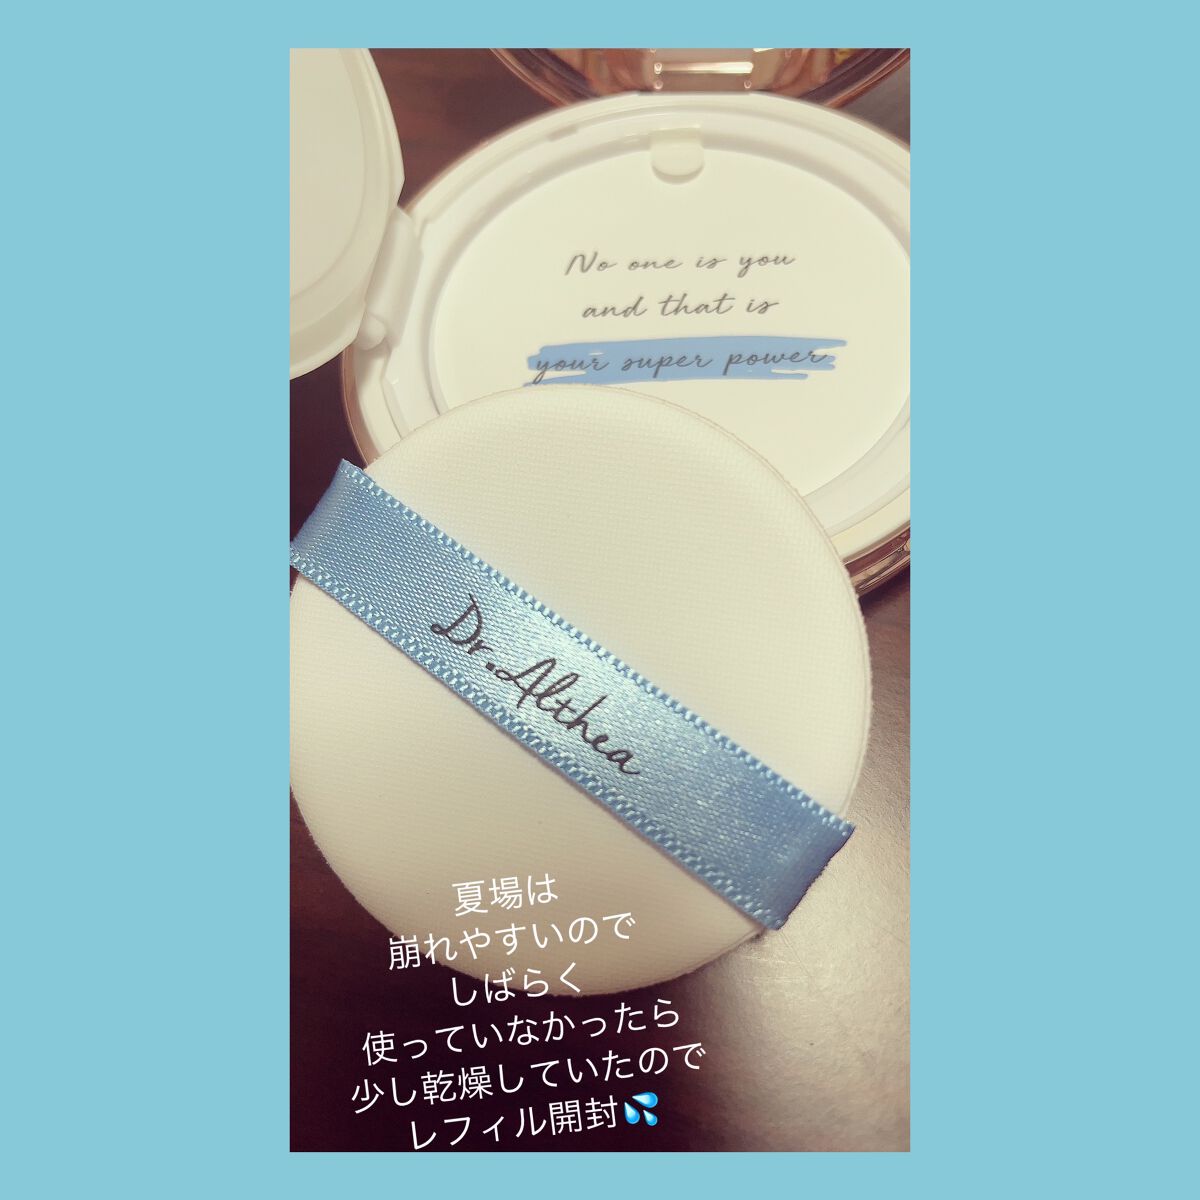 No one is you
and that is
your super power
Dr.Althea
夏場は
崩れやすいので
しばらく
使っていなかったら
少し乾燥していたので
レフィル開封💦